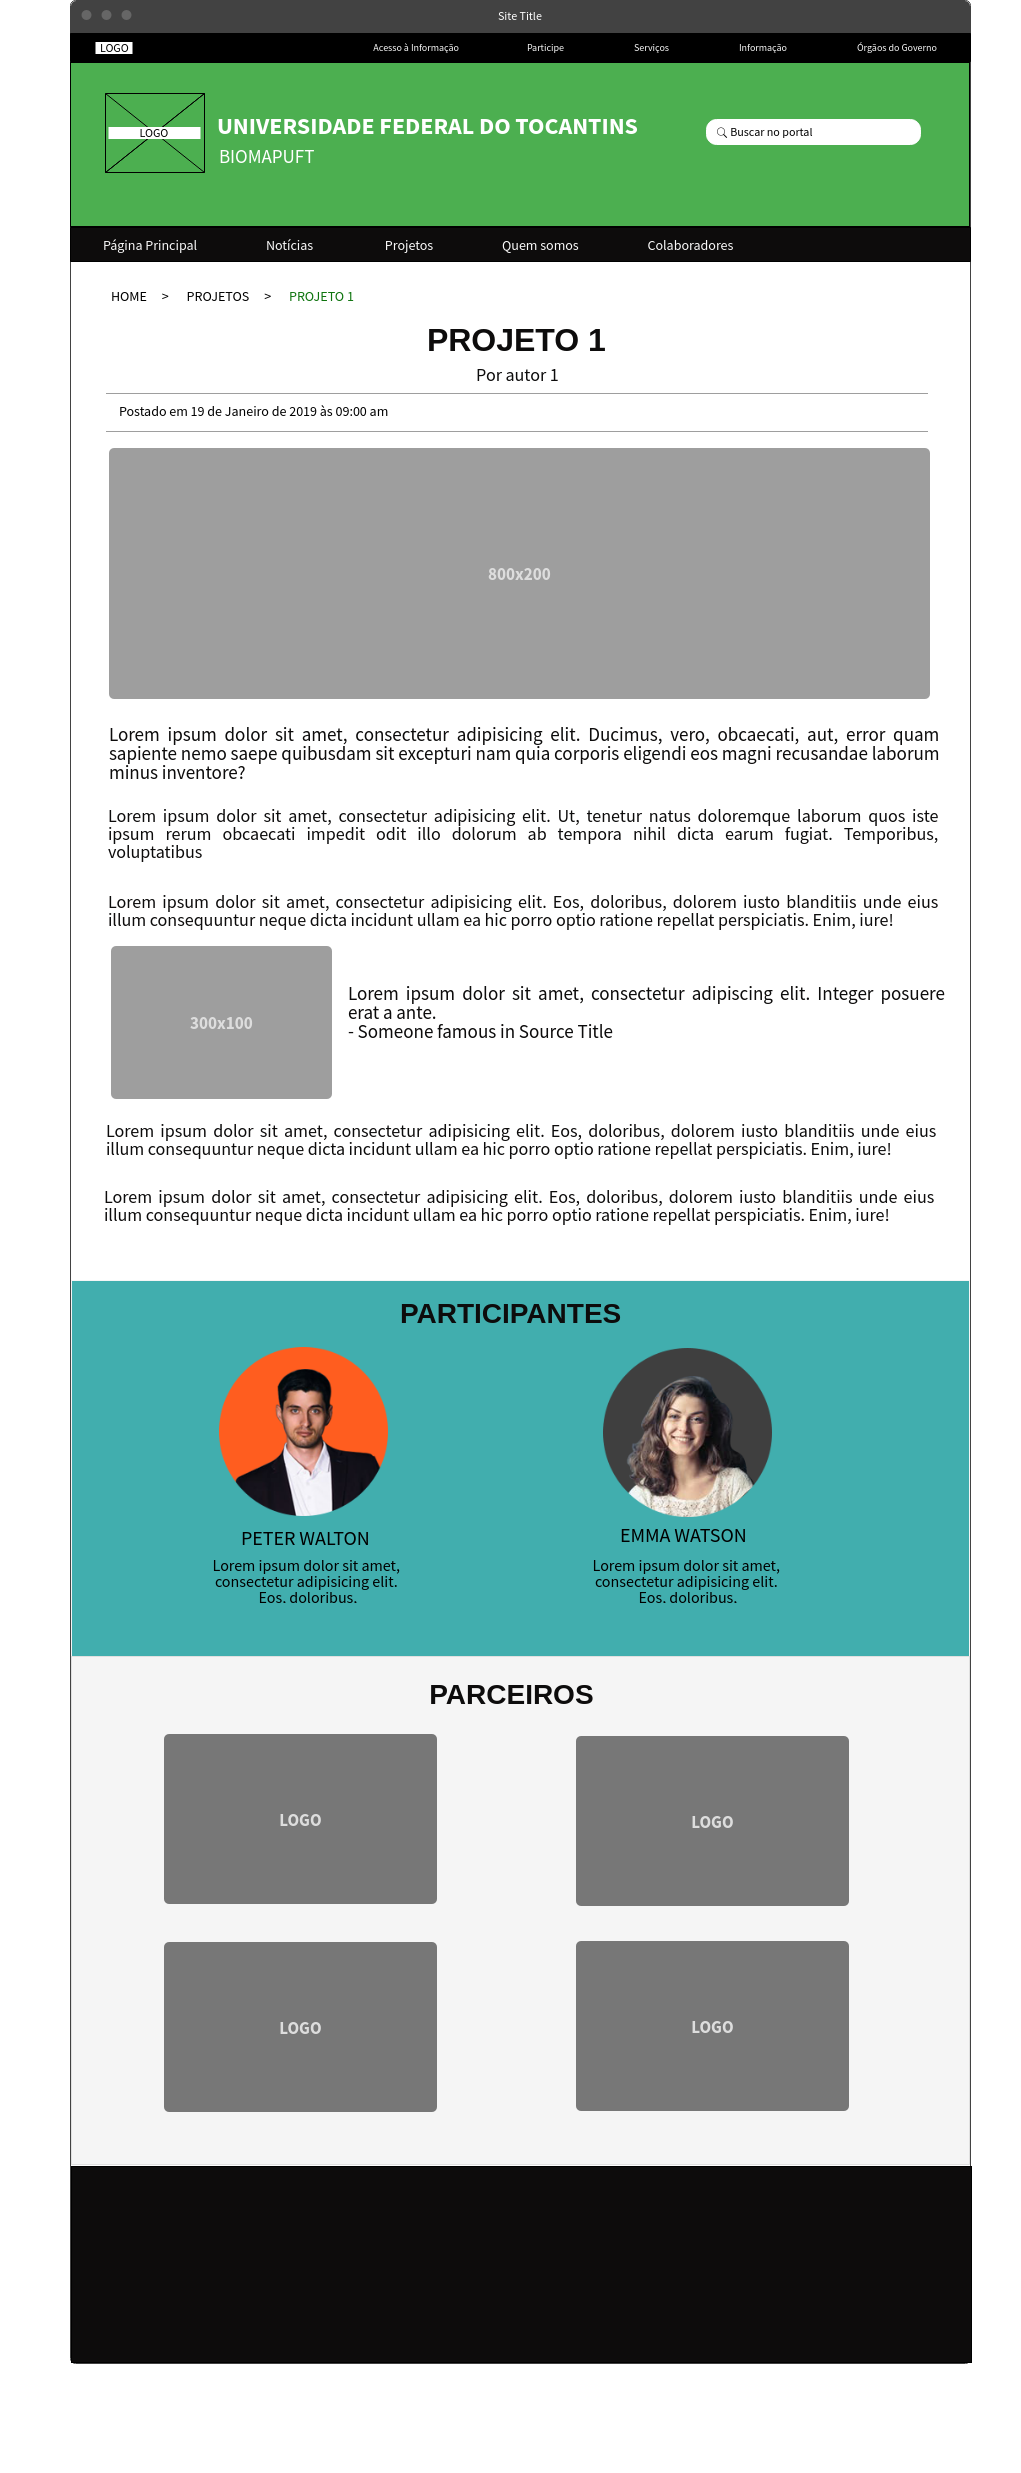 Site Title
LOGO
Acesso à Informação Participe Serviços Informação Órgãos do Governo
LOGO
UNIVERSIDADE FEDERAL DO TOCANTINS
BIOMAPUFT
Buscar no portal
Página Principal Notícias Projetos Quem somos Colaboradores
HOME > PROJETOS > PROJETO 1
PROJETO 1
Por autor 1
Postado em 19 de Janeiro de 2019 às 09:00 am
800x200
Lorem ipsum dolor sit amet, consectetur adipisicing elit. Ducimus, vero, obcaecati, aut, error quam
sapiente nemo saepe quibusdam sit excepturi nam quia corporis eligendi eos magni recusandae laborum
minus inventore?
Lorem ipsum dolor sit amet, consectetur adipisicing elit. Ut, tenetur natus doloremque laborum quos iste
ipsum rerum obcaecati impedit odit illo dolorum ab tempora nihil dicta earum fugiat. Temporibus,
voluptatibus
Lorem ipsum dolor sit amet, consectetur adipisicing elit. Eos, doloribus, dolorem iusto blanditiis unde eius
illum consequuntur neque dicta incidunt ullam ea hic porro optio ratione repellat perspiciatis. Enim, iure!
300x100
Lorem ipsum dolor sit amet, consectetur adipiscing elit. Integer posuere
erat a ante.
- Someone famous in Source Title
Lorem ipsum dolor sit amet, consectetur adipisicing elit. Eos, doloribus, dolorem iusto blanditiis unde eius
illum consequuntur neque dicta incidunt ullam ea hic porro optio ratione repellat perspiciatis. Enim, iure!
Lorem ipsum dolor sit amet, consectetur adipisicing elit. Eos, doloribus, dolorem iusto blanditiis unde eius
illum consequuntur neque dicta incidunt ullam ea hic porro optio ratione repellat perspiciatis. Enim, iure!
PARTICIPANTES
PETER WALTON
Lorem ipsum dolor sit amet,
consectetur adipisicing elit.
Eos. doloribus.
EMMA WATSON
Lorem ipsum dolor sit amet,
consectetur adipisicing elit.
Eos. doloribus.
PARCEIROS
LOGO
LOGO
LOGO
LOGO